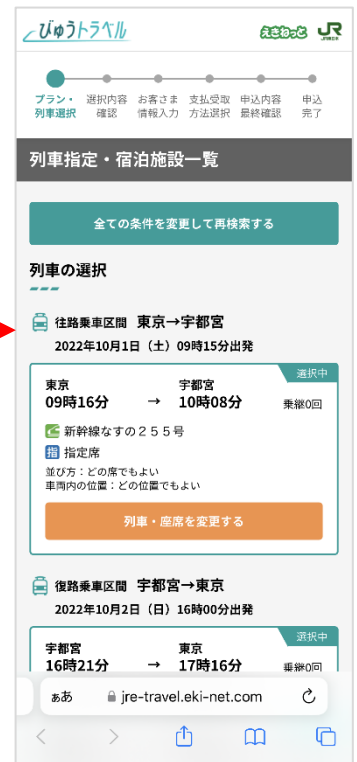 びゅうトラベル
えきねっと JR
JR東日本
プラン・列車選択 選択内容確認 お客さま情報入力 支払受取方法選択 申込内容最終確認 申込完了
列車指定・宿泊施設一覧
全ての条件を変更して再検索する
列車の選択
往路乗車区間 東京→宇都宮
2022年10月1日（土）09時15分出発
選択中
東京 宇都宮
09時16分 → 10時08分 乗継0回
新幹線なすの２５５号
指 指定席
並び方：どの席でもよい
車両内の位置：どの位置でもよい
列車・座席を変更する
復路乗車区間 宇都宮→東京
2022年10月2日（日）16時00分出発
選択中
宇都宮 東京
16時21分 → 17時16分 乗継0回
ぁあ jre-travel.eki-net.com